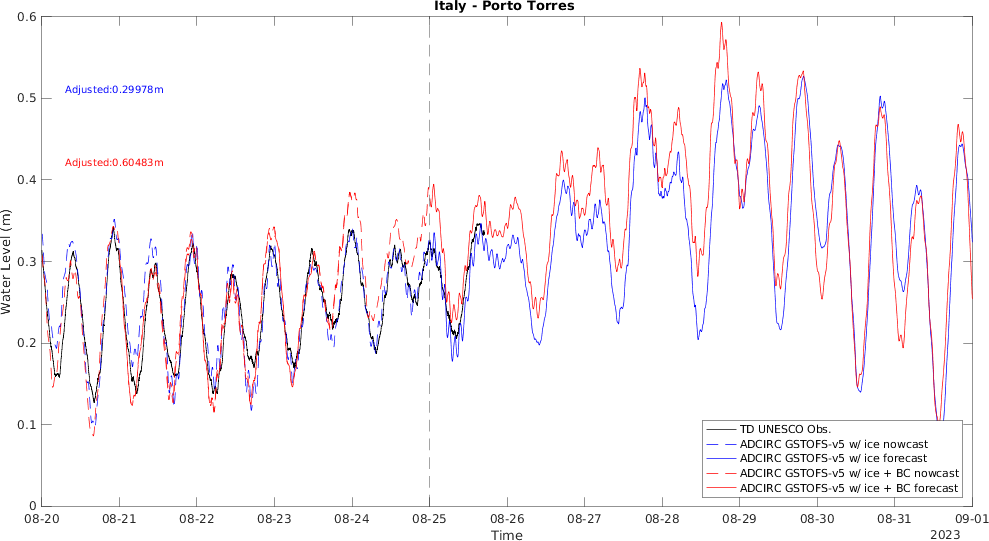 Italy - Porto Torres
0.6
0.5
0.4
0.3
0.2
0.1
0
Water Level (m)
Adjusted:0.29978m
Adjusted:0.60483m
TD UNESCO Obs.
ADCIRC GSTOFS-v5 w/ ice nowcast
ADCIRC GSTOFS-v5 w/ ice forecast
ADCIRC GSTOFS-v5 w/ ice + BC nowcast
ADCIRC GSTOFS-v5 w/ ice + BC forecast
08-20 08-21 08-22 08-23 08-24 08-25 08-26 08-27 08-28 08-29 08-30 08-31 09-01
Time
2023